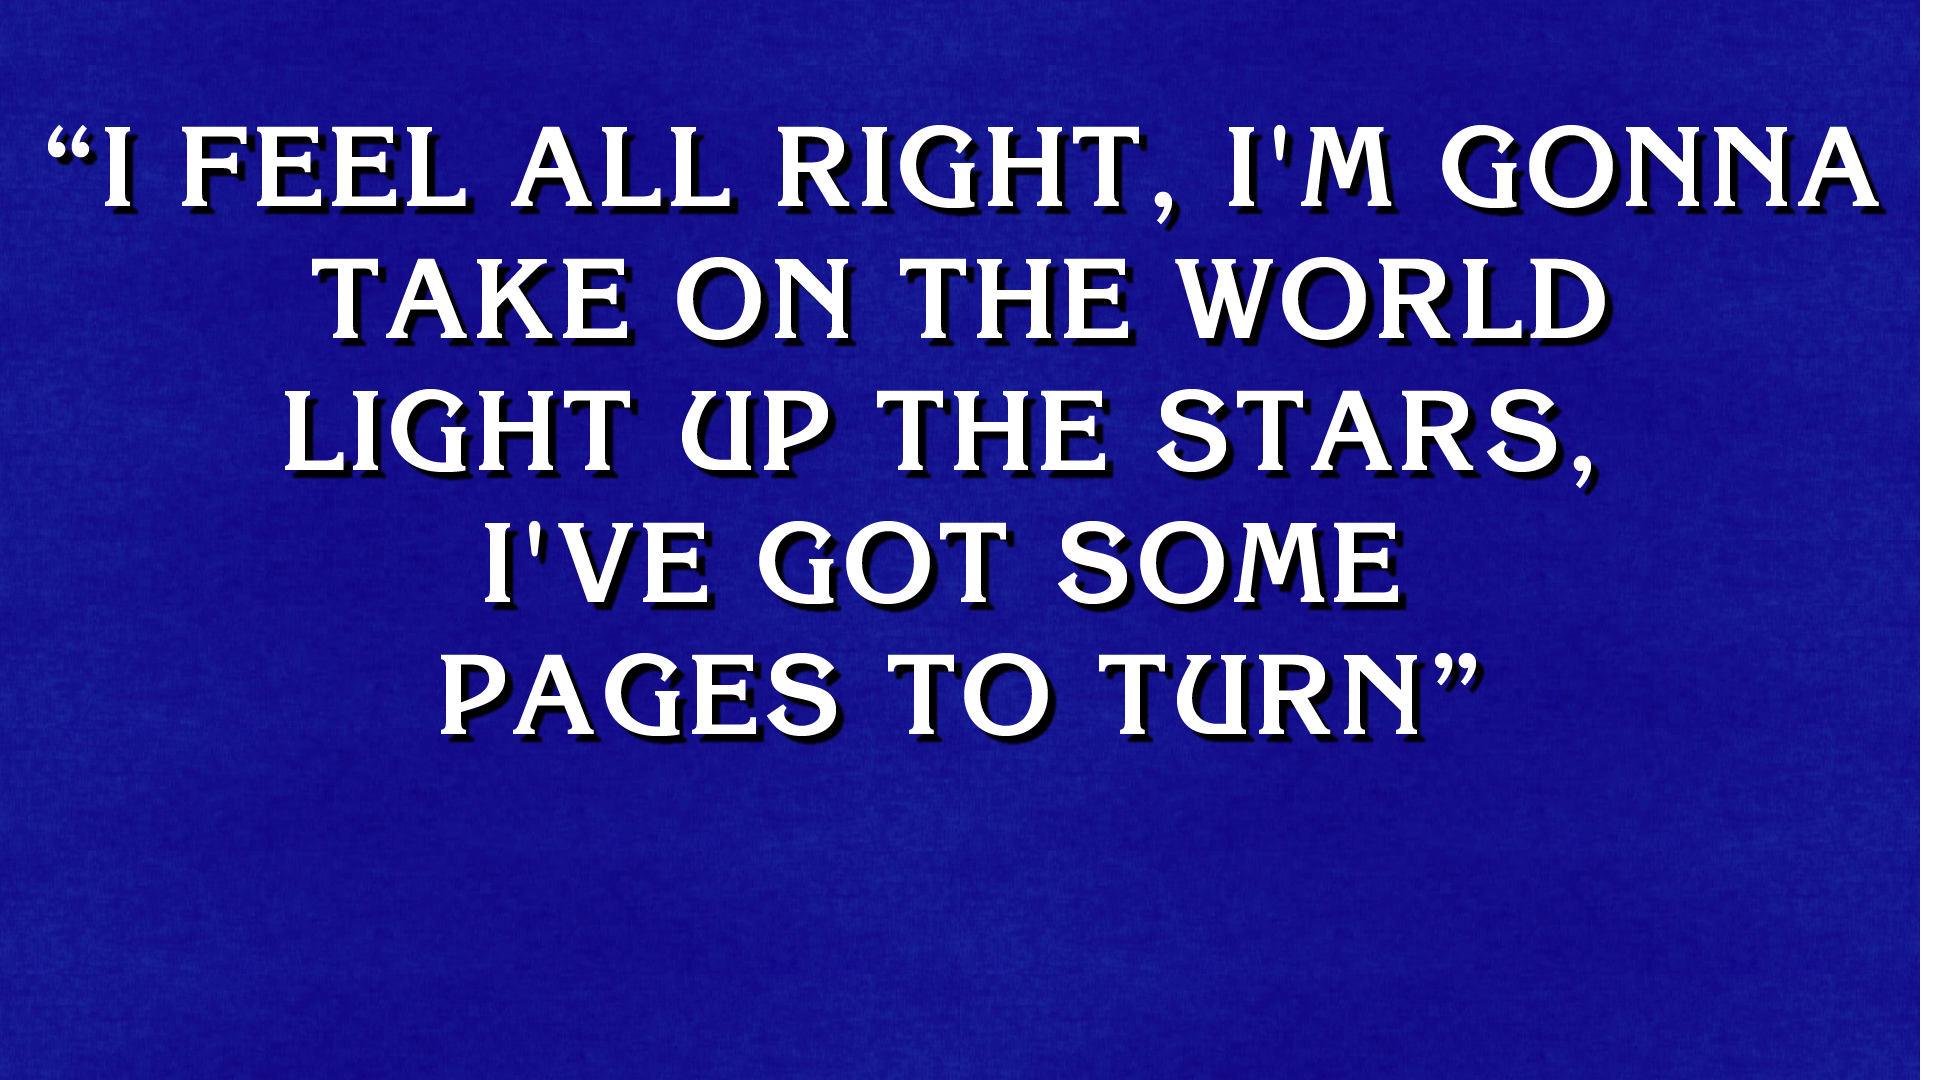 “I FEEL ALL RIGHT, I'M GONNA
TAKE ON THE WORLD
LIGHT UP THE STARS,
I'VE GOT SOME
PAGES TO TURN”